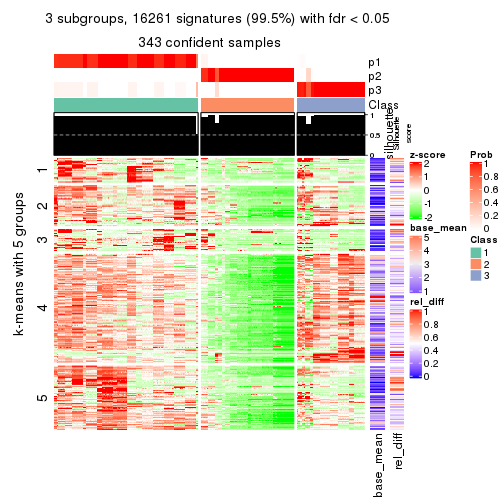 3 subgroups, 16261 signatures (99.5%) with fdr < 0.05
343 confident samples
p1
p2
p3
Class
1
0.5
0
silhouette
Silhouette
score
k-means with 5 groups
1
2
3
4
5
base_mean
rel_diff
z-score
2
1
0
-1
-2
base_mean
5
4
3
2
1
rel_diff
1
0.8
0.6
0.4
0.2
0
Prob
1
0.8
0.6
0.4
0.2
0
Class
1
2
3